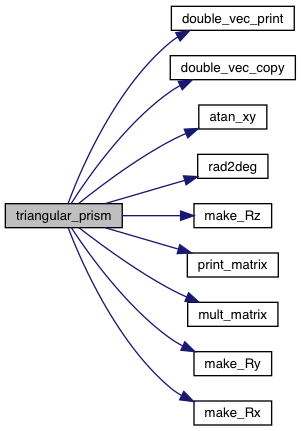 double_vec_print
double_vec_copy
atan_xy
rad2deg
triangular_prism
make_Rz
print_matrix
mult_matrix
make_Ry
make_Rx